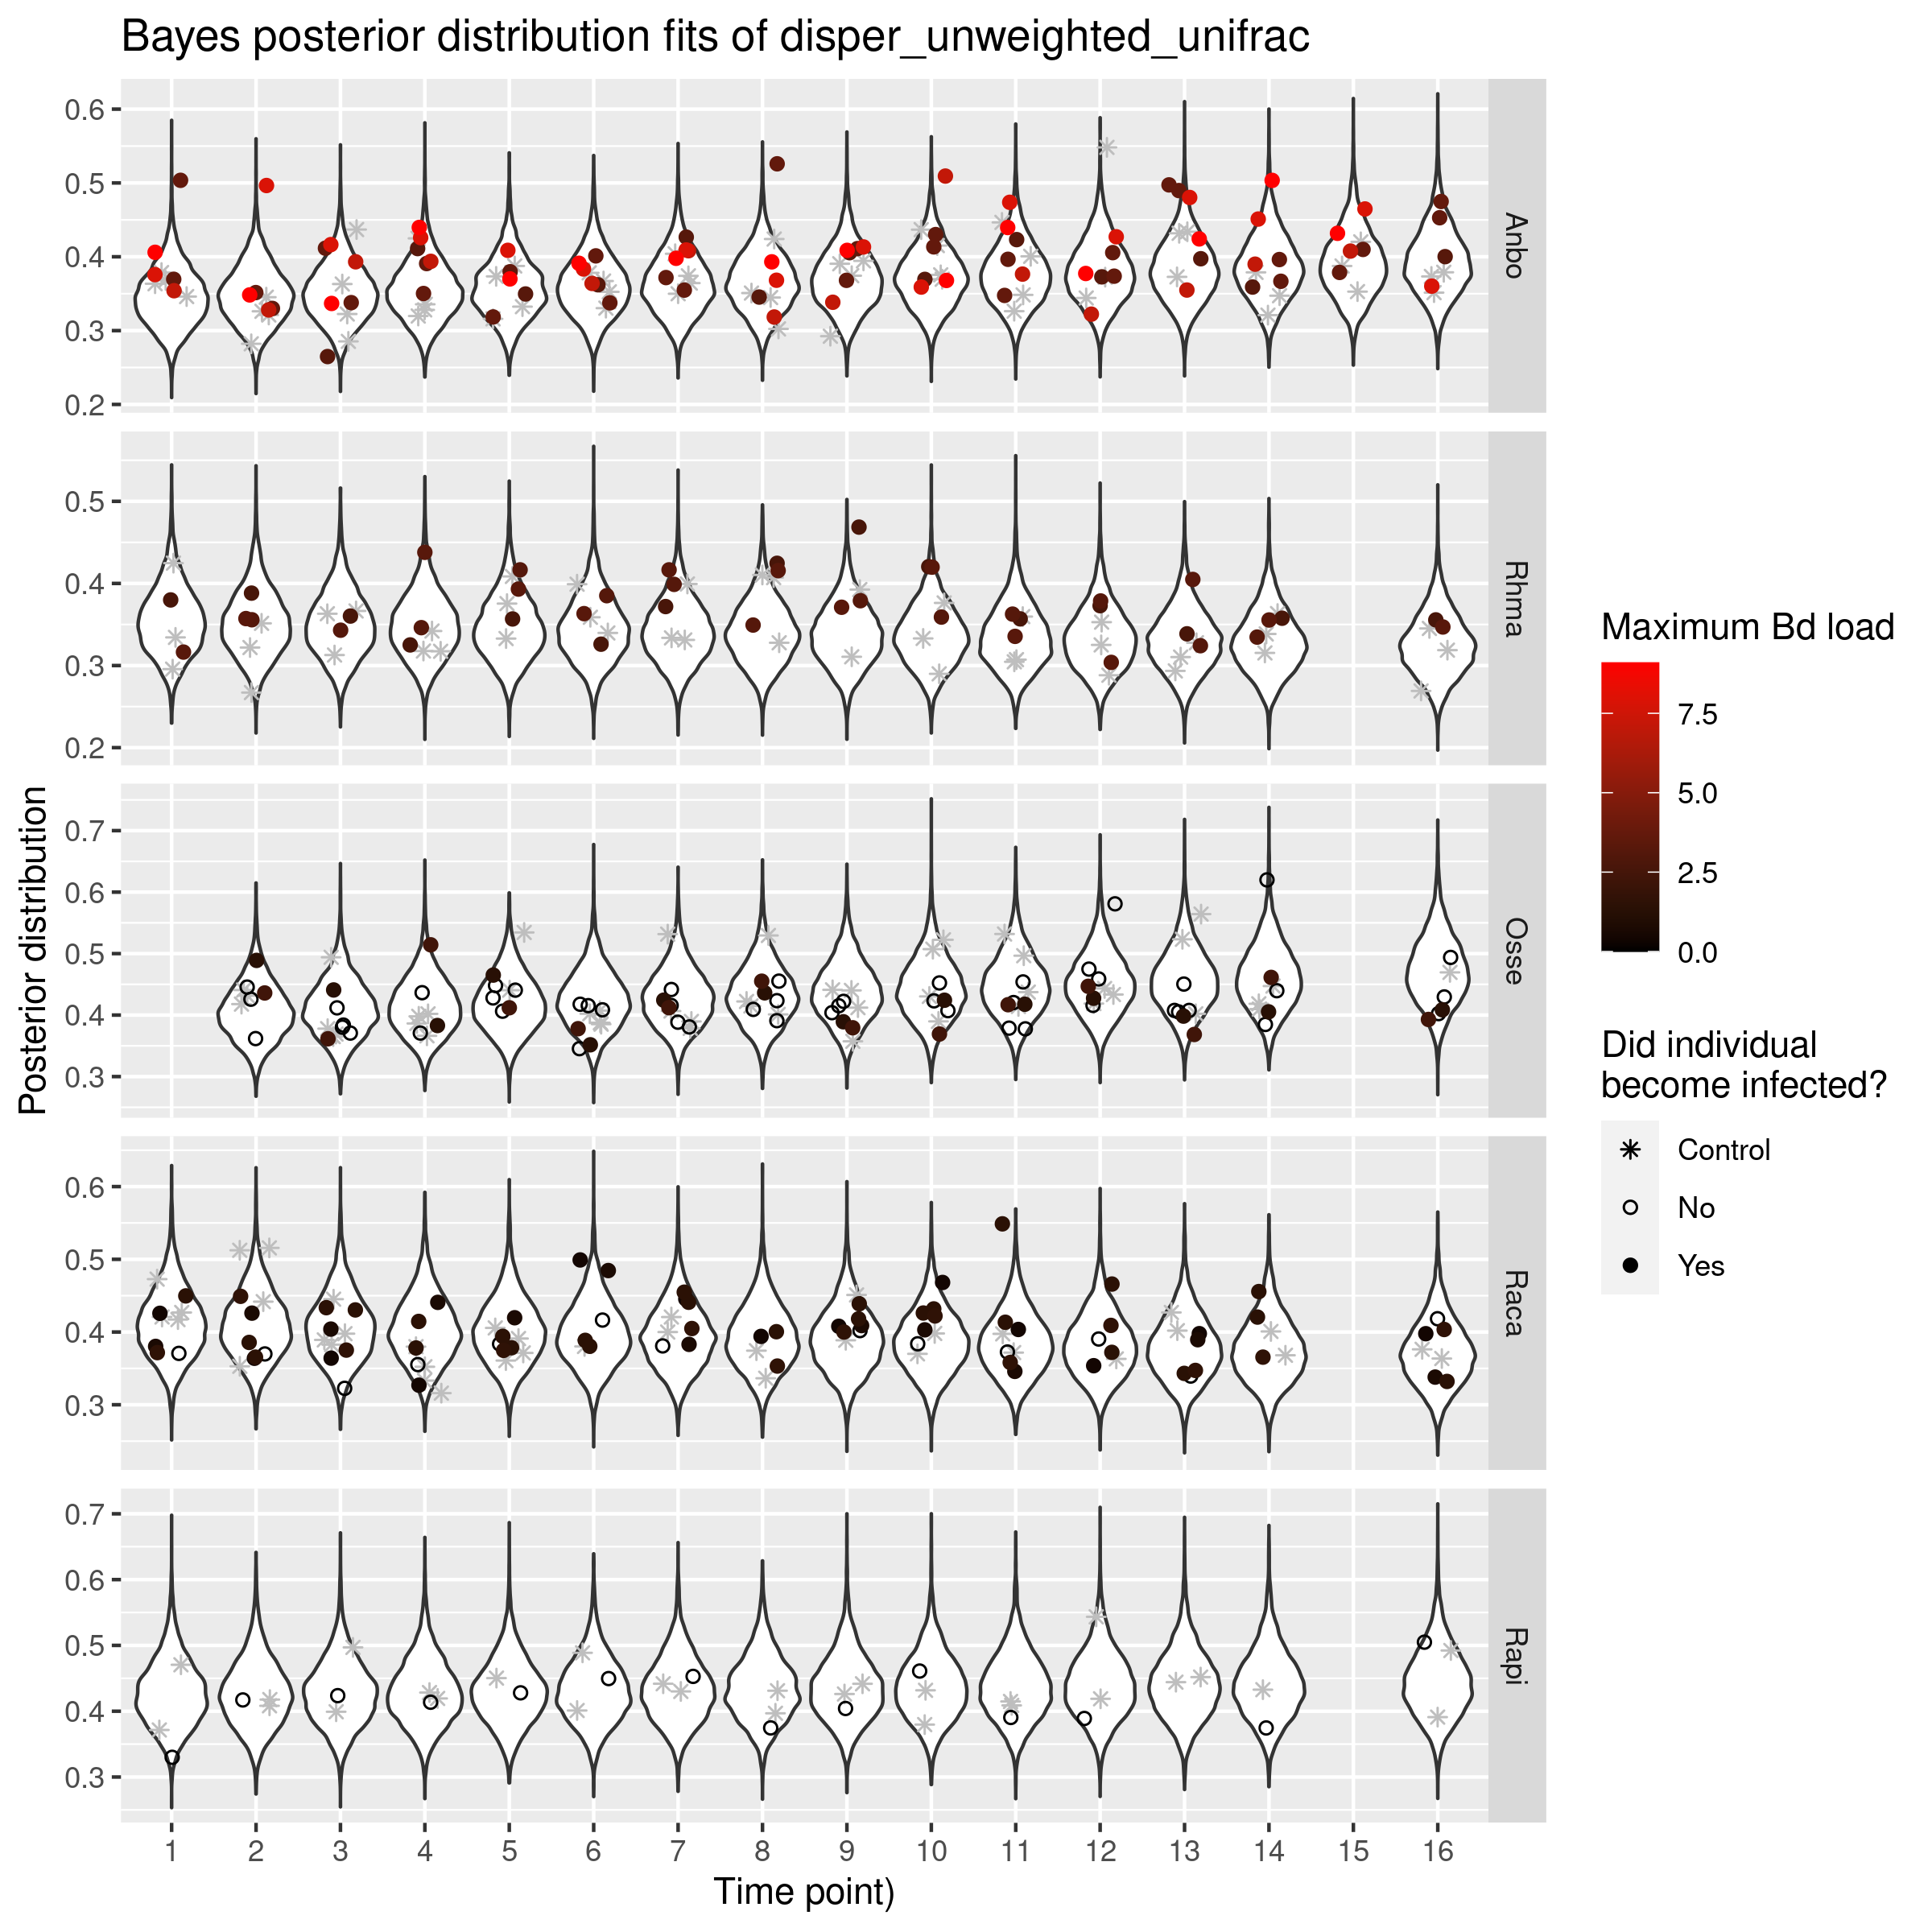 Bayes posterior distribution fits of disper_unweighted_unifrac
Posterior distribution
0.6
0.5
0.4
0.3
0.2
Anbo
0.5
0.4
0.3
0.2
Rhma
0.7
0.6
0.5
0.4
0.3
Osse
0.6
0.5
0.4
0.3
Raca
0.7
0.6
0.5
0.4
0.3
Rapi
1 2 3 4 5 6 7 8 9 10 11 12 13 14 15 16
Time point)
Maximum Bd load
7.5
5.0
2.5
0.0
Did individual
become infected?
Control
No
Yes